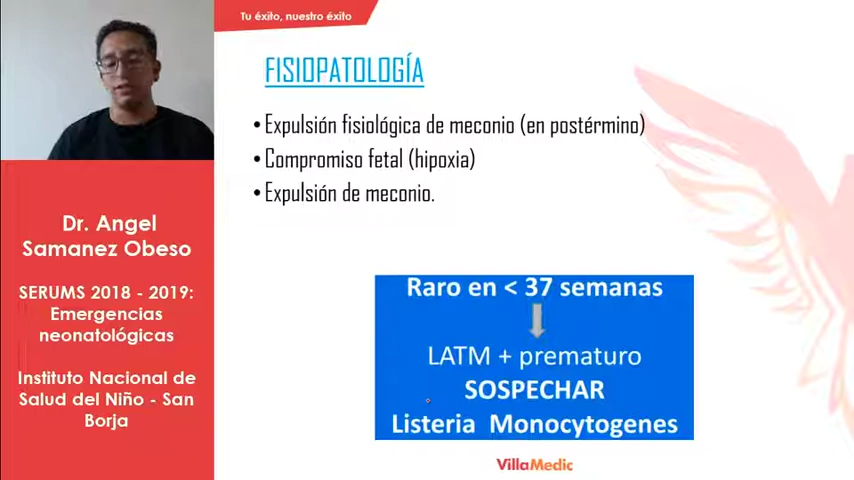 Tu éxito, nuestro éxito
FISIOPATOLOGÍA
• Expulsión fisiológica de meconio (en postérmino)
• Compromiso fetal (hipoxia)
• Expulsión de meconio.
Dr. Angel
Samanez Obeso
SERUMS 2018 - 2019:
Emergencias
neonatológicas
Instituto Nacional de
Salud del Niño - San
Borja
Raro en < 37 semanas
LATM + prematuro
SOSPECHAR
Listeria Monocytogenes
VillaMedic